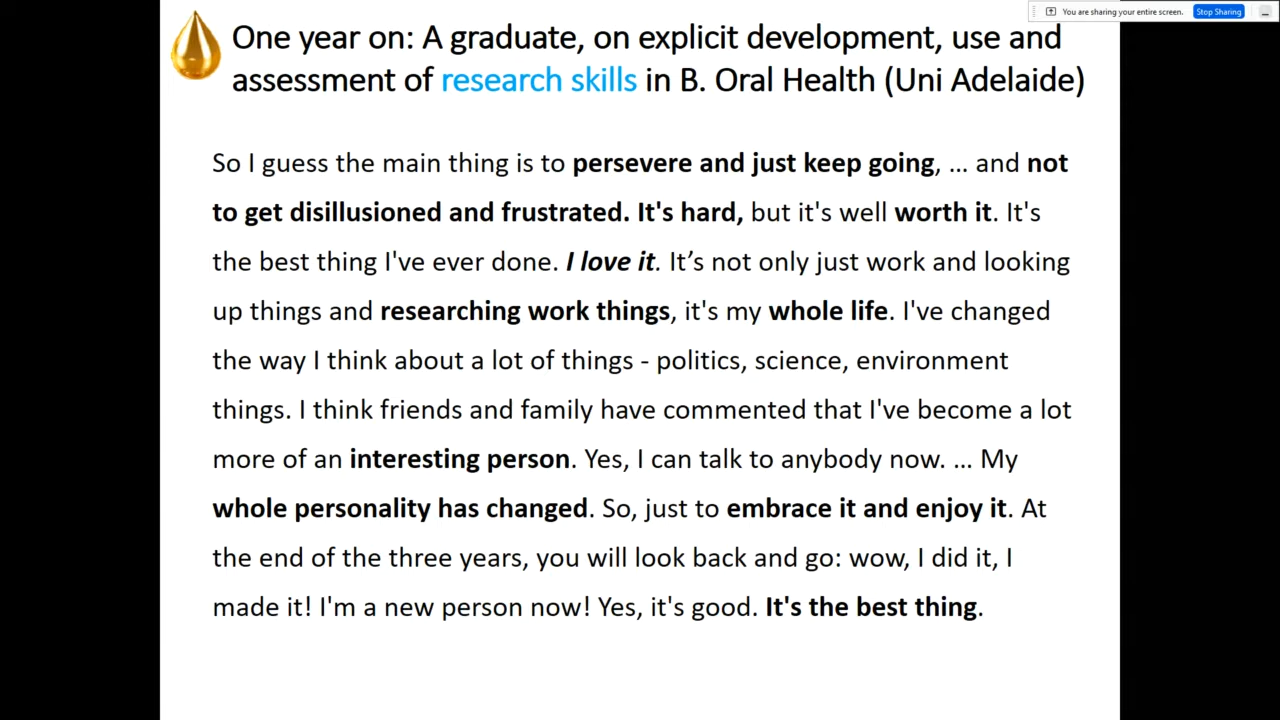 You are sharing your entire screen. Stop Sharing
One year on: A graduate, on explicit development, use and
assessment of research skills in B. Oral Health (Uni Adelaide)
So I guess the main thing is to persevere and just keep going, ... and not
to get disillusioned and frustrated. It's hard, but it's well worth it. It's
the best thing I've ever done. I love it. It’s not only just work and looking
up things and researching work things, it's my whole life. I've changed
the way I think about a lot of things - politics, science, environment
things. I think friends and family have commented that I've become a lot
more of an interesting person. Yes, I can talk to anybody now. ... My
whole personality has changed. So, just to embrace it and enjoy it. At
the end of the three years, you will look back and go: wow, I did it, I
made it! I'm a new person now! Yes, it's good. It's the best thing.